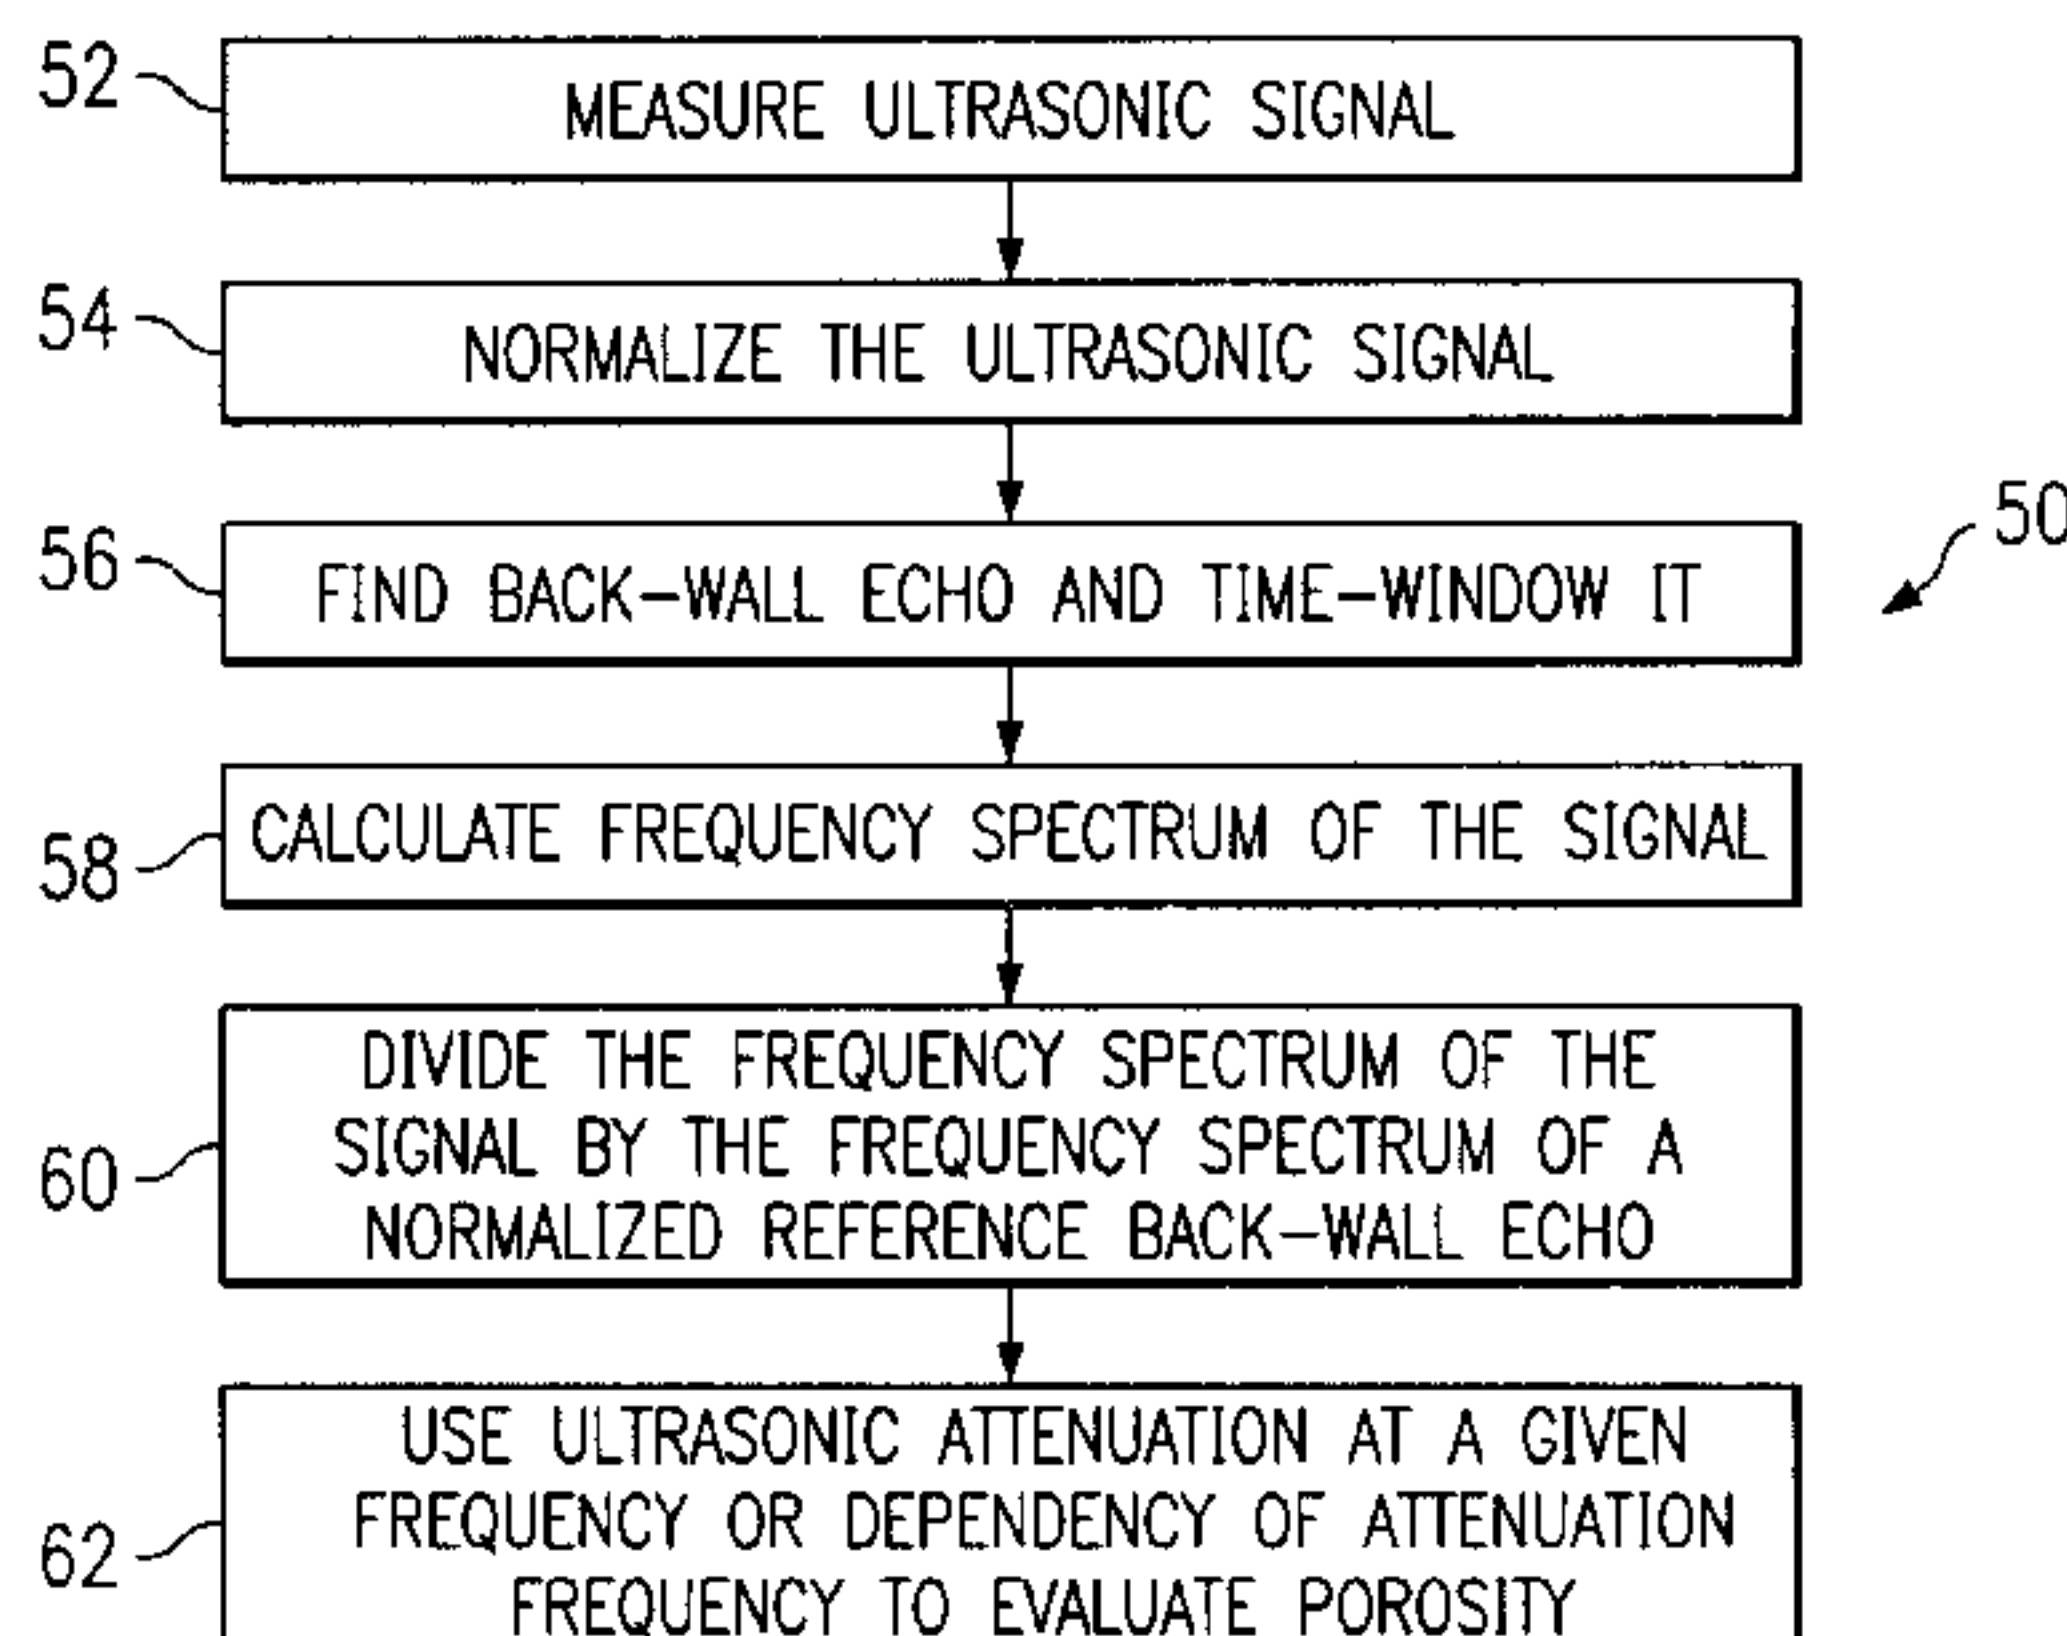 52
MEASURE ULTRASONIC SIGNAL
54
NORMALIZE THE ULTRASONIC SIGNAL
56
FIND BACK-WALL ECHO AND TIME-WINDOW IT
50
58
CALCULATE FREQUENCY SPECTRUM OF THE SIGNAL
60
DIVIDE THE FREQUENCY SPECTRUM OF THE
SIGNAL BY THE FREQUENCY SPECTRUM OF A
NORMALIZED REFERENCE BACK-WALL ECHO
62
USE ULTRASONIC ATTENUATION AT A GIVEN
FREQUENCY OR DEPENDENCY OF ATTENUATION
FREQUENCY TO EVALUATE POROSITY